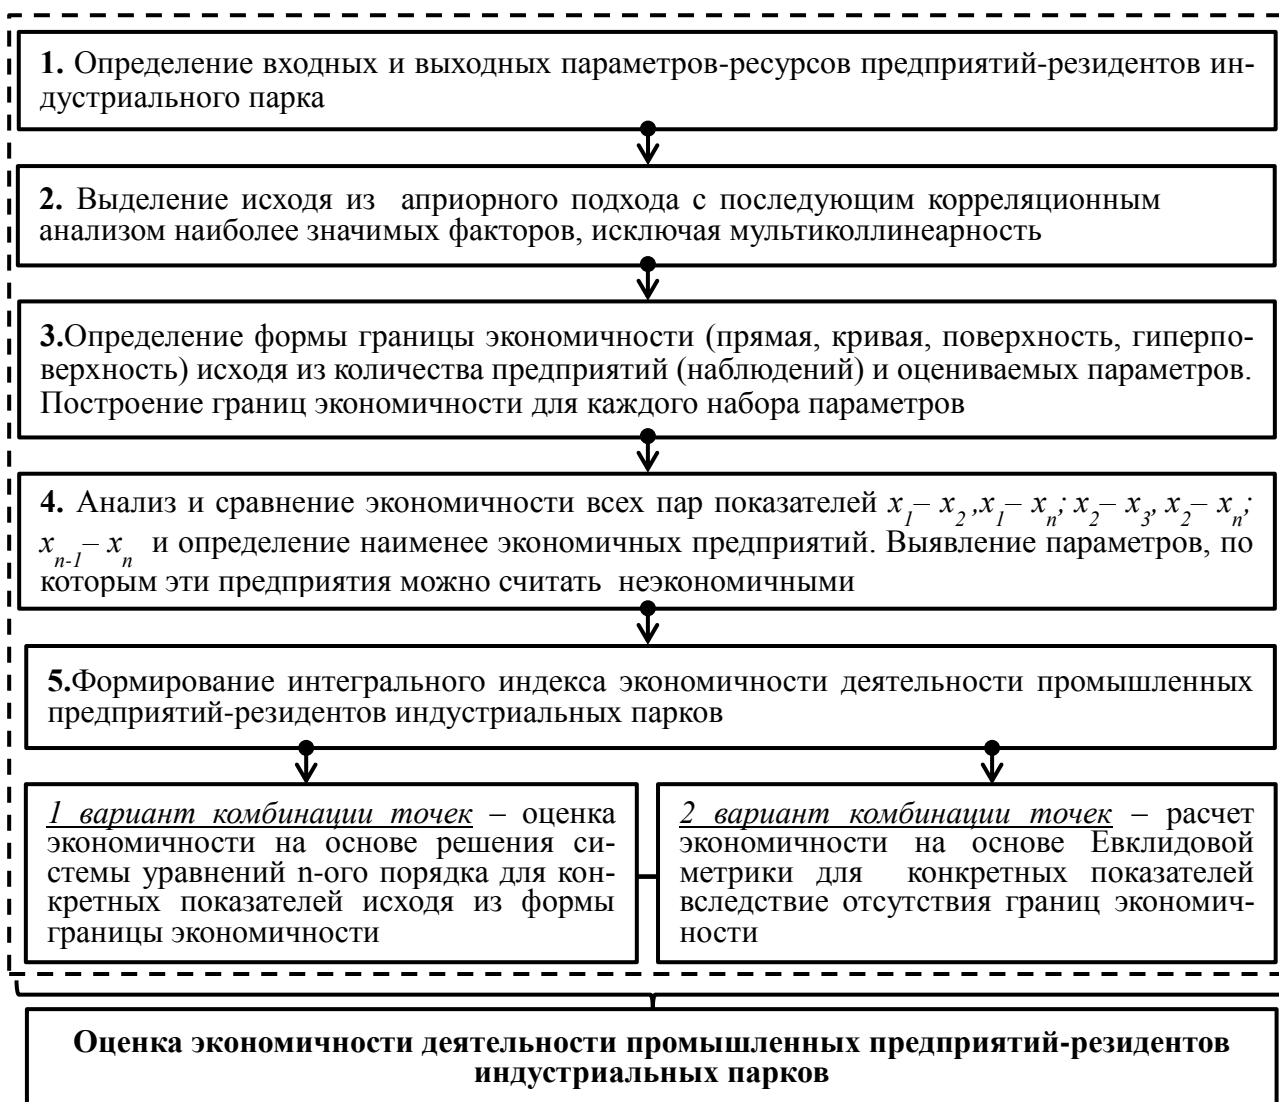 1. Определение входных и выходных параметров-ресурсов предприятий-резидентов ин-
дустриального парка
2. Выделение исходя из априорного подхода с последующим корреляционным
анализом наиболее значимых факторов, исключая мультиколлинеарность
3.Определение формы границы экономичности (прямая, кривая, поверхность, гиперпо-
верхность) исходя из количества предприятий (наблюдений) и оцениваемых параметров.
Построение границ экономичности для каждого набора параметров
4. Анализ и сравнение экономичности всех пар показателей x₁– x₂ ,x₁– xₙ; x₂– x₃, x₂– xₙ;
xₙ₋₁– xₙ и определение наименее экономичных предприятий. Выявление параметров, по
которым эти предприятия можно считать неэкономичными
5.Формирование интегрального индекса экономичности деятельности промышленных
предприятий-резидентов индустриальных парков
1 вариант комбинации точек – оценка
экономичности на основе решения си-
стемы уравнений n-ого порядка для кон-
кретных показателей исходя из формы
границы экономичности
2 вариант комбинации точек – расчет
экономичности на основе Евклидовой
метрики для конкретных показателей
вследствие отсутствия границ экономич-
ности
Оценка экономичности деятельности промышленных предприятий-резидентов
индустриальных парков